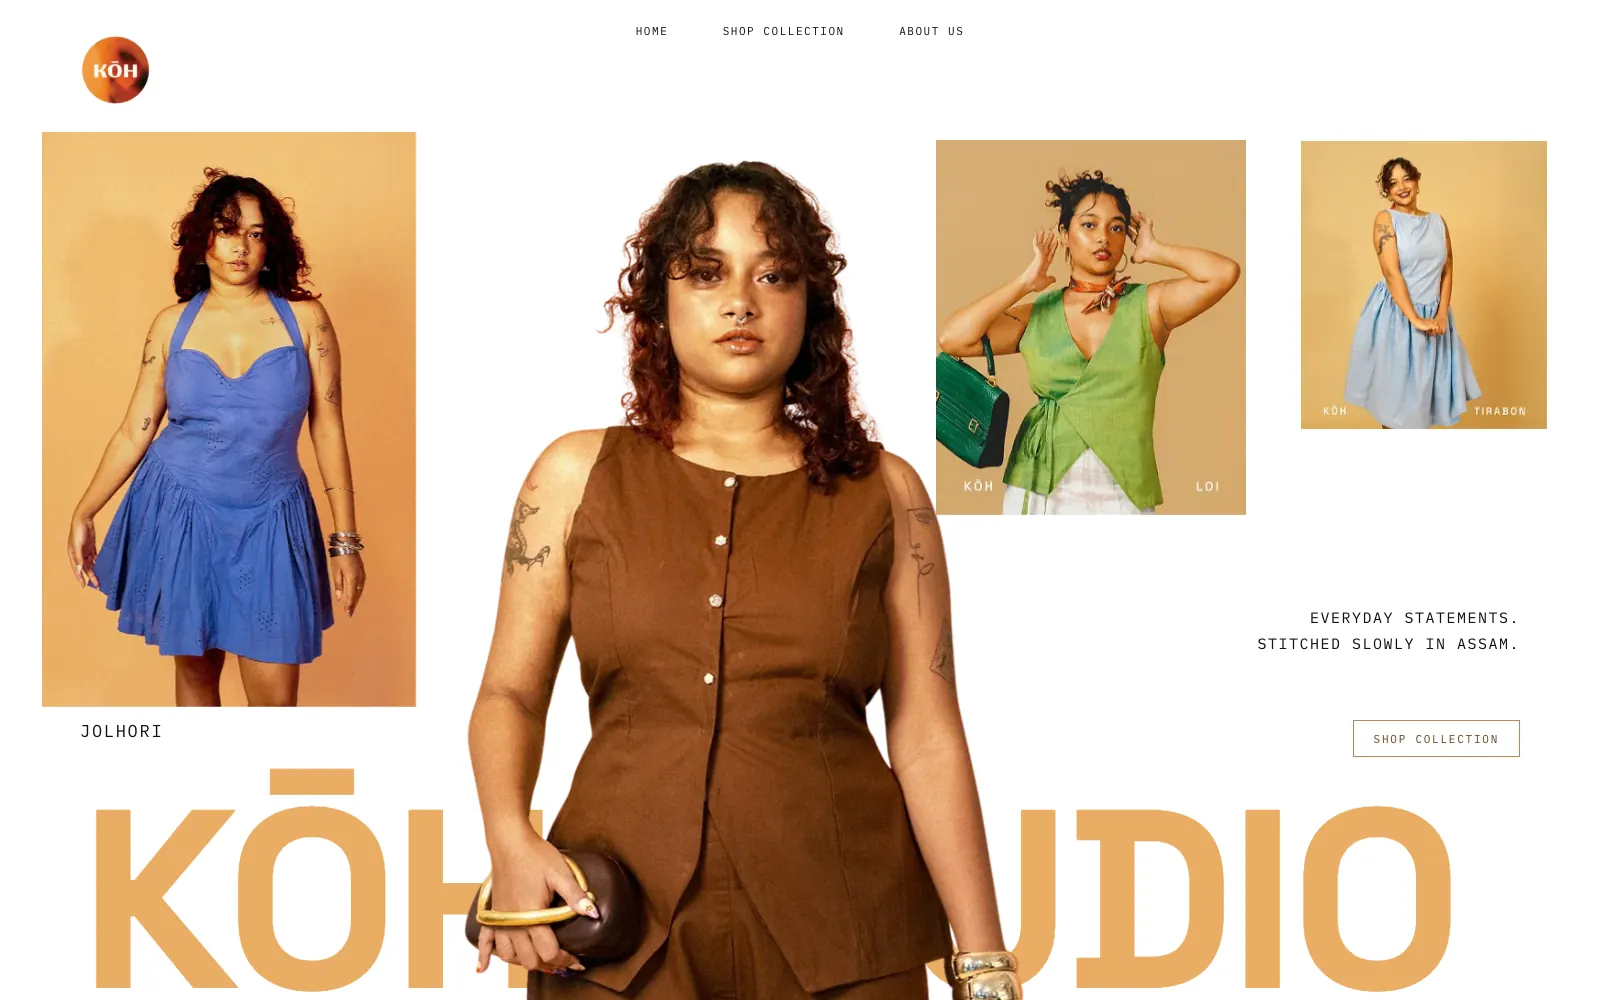 HOME SHOP COLLECTION ABOUT US
KŌH
KŌH LOI
KŌH TIRABON
EVERYDAY STATEMENTS.
STITCHED SLOWLY IN ASSAM.
JOLHORI
SHOP COLLECTION
KŌH UDIO